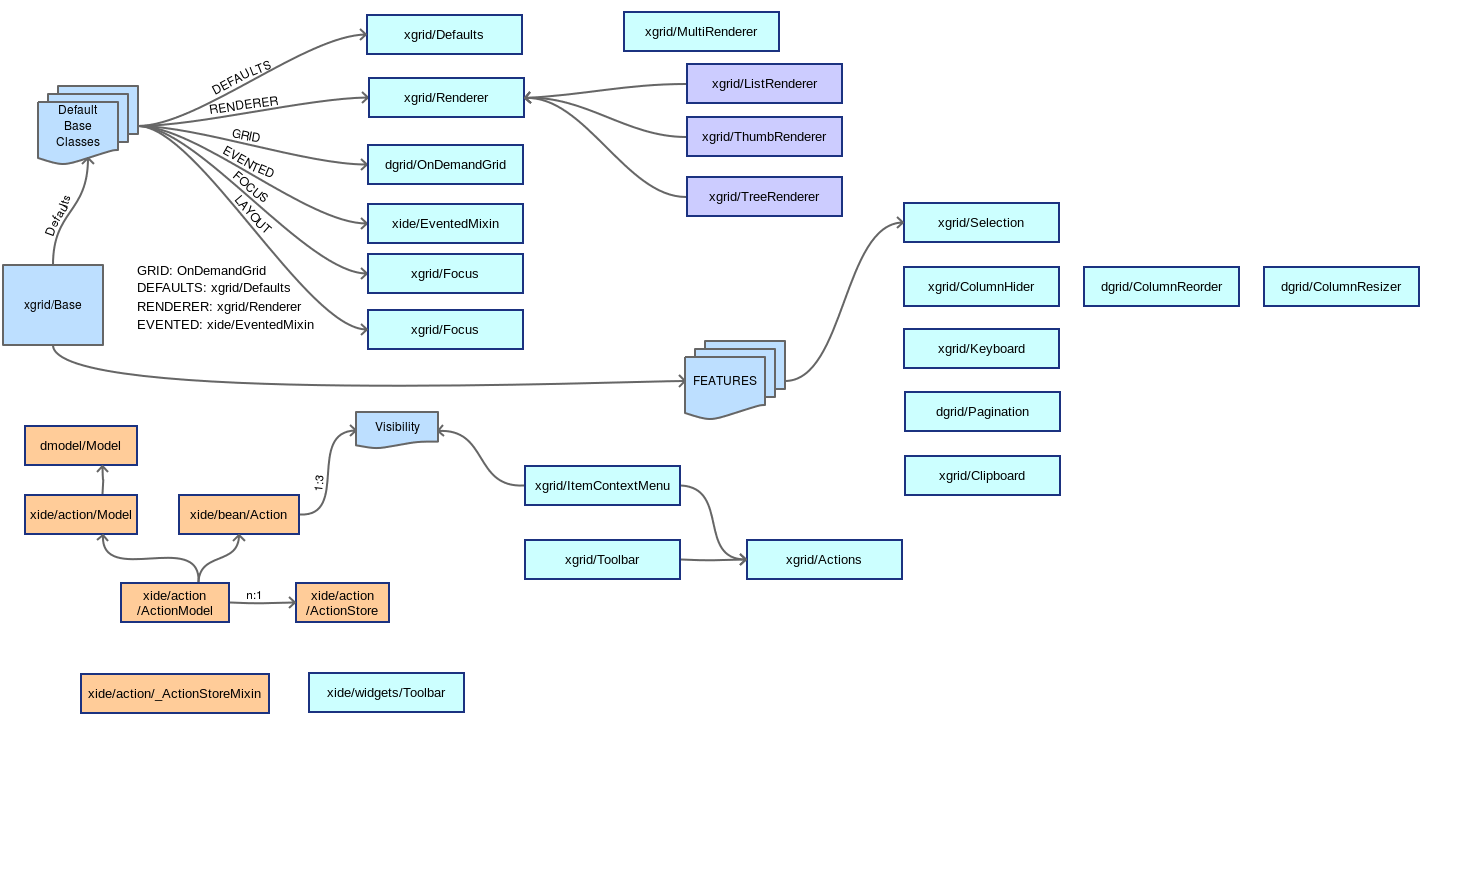 xgrid/Defaults
xgrid/MultiRenderer
DEFAULTS
xgrid/ListRenderer
xgrid/Renderer
RENDERER
Default
Base
Classes
GRID
xgrid/ThumbRenderer
dgrid/OnDemandGrid
EVENTED
FOCUS
LAYOUT
xgrid/TreeRenderer
Defaults
xide/EventedMixin
xgrid/Selection
xgrid/Focus
GRID: OnDemandGrid
DEFAULTS: xgrid/Defaults
RENDERER: xgrid/Renderer
EVENTED: xide/EventedMixin
xgrid/Base
xgrid/ColumnHider
dgrid/ColumnReorder
dgrid/ColumnResizer
xgrid/Focus
xgrid/Keyboard
FEATURES
dgrid/Pagination
Visibility
dmodel/Model
xgrid/Clipboard
1:3
xgrid/ItemContextMenu
xide/action/Model
xide/bean/Action
xgrid/Toolbar
xgrid/Actions
xide/action
/ActionModel
n:1
xide/action
/ActionStore
xide/action/_ActionStoreMixin
xide/widgets/Toolbar